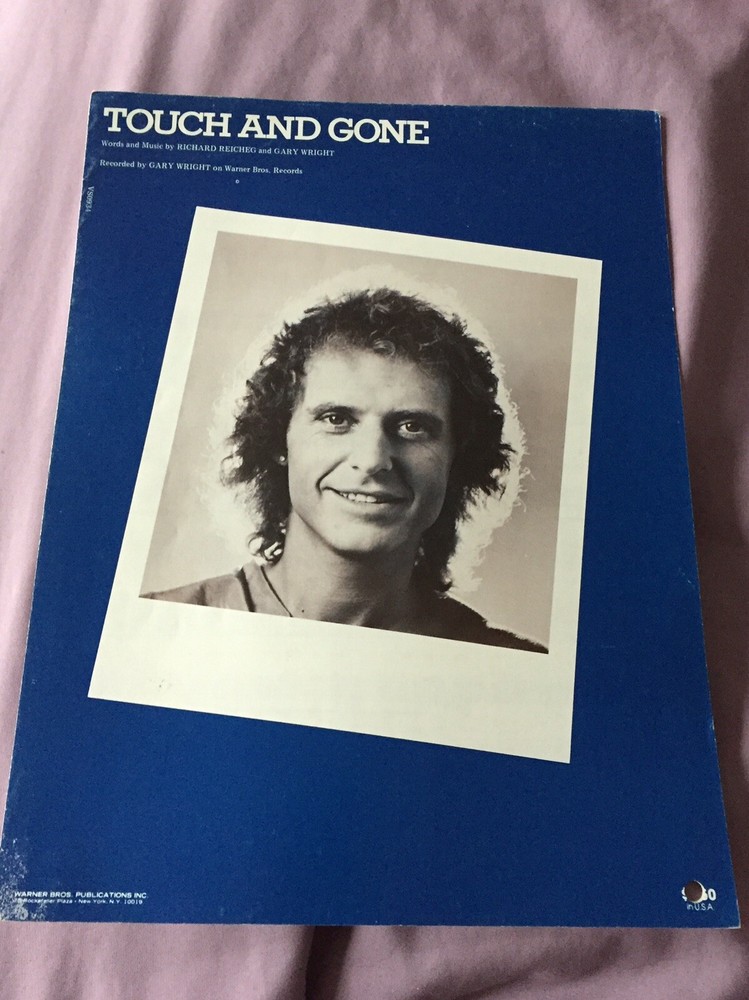 TOUCH AND GONE
Words and Music by RICHARD REICHEG and GARY WRIGHT
Recorded by GARY WRIGHT on Warner Bros. Records
WARNER BROS. PUBLICATIONS INC.
Plaza - New York, N.Y. 10019
in U.S.A.